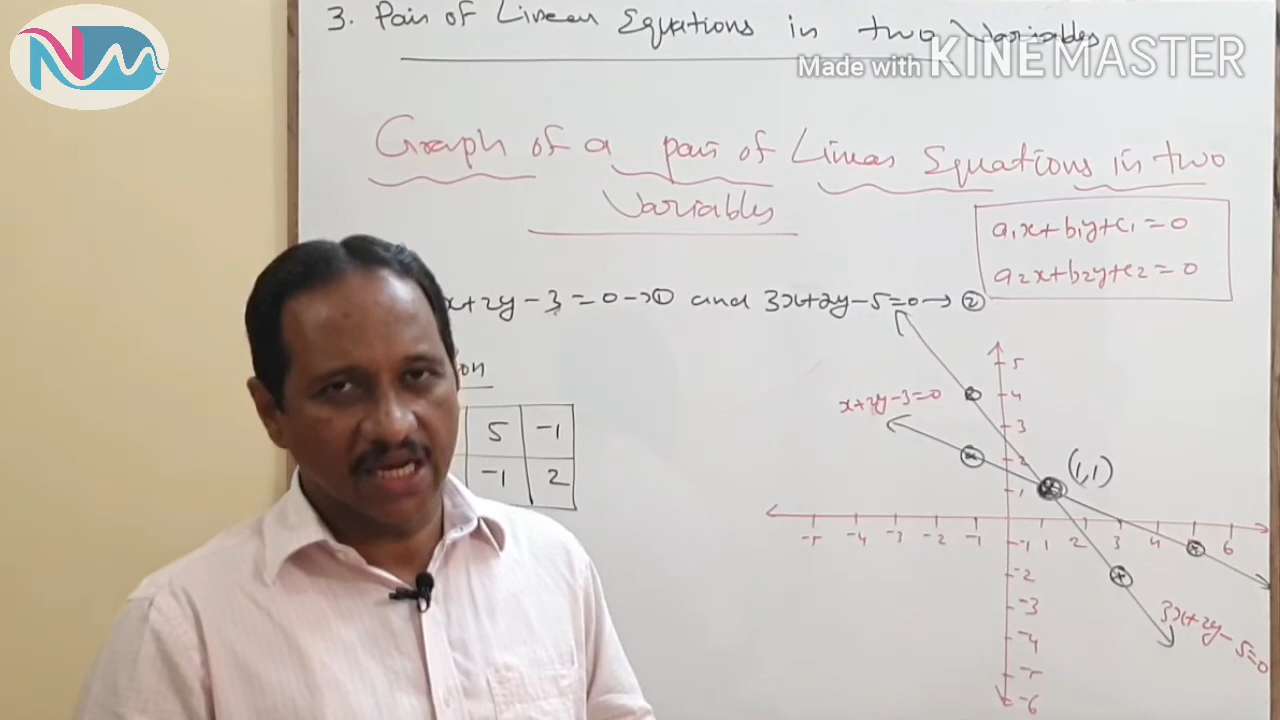 NM
3. Pair of Linear Equations in two Variables
Made with KINEMASTER
Graph of a pair of Linear Equations in two
Variables
a₁x+b₁y+c₁=0
a₂x+b₂y+c₂=0
x+2y-3=0→① and 3x+2y-5=0→②
on
5 -1
-1 2
x+2y-3=0
(1,1)
5
4
3
2
1
-5 -4 -3 -2 -1 1 2 3 4 6
-1
-2
-3
-4
-5
-6
3x+2y-5=0